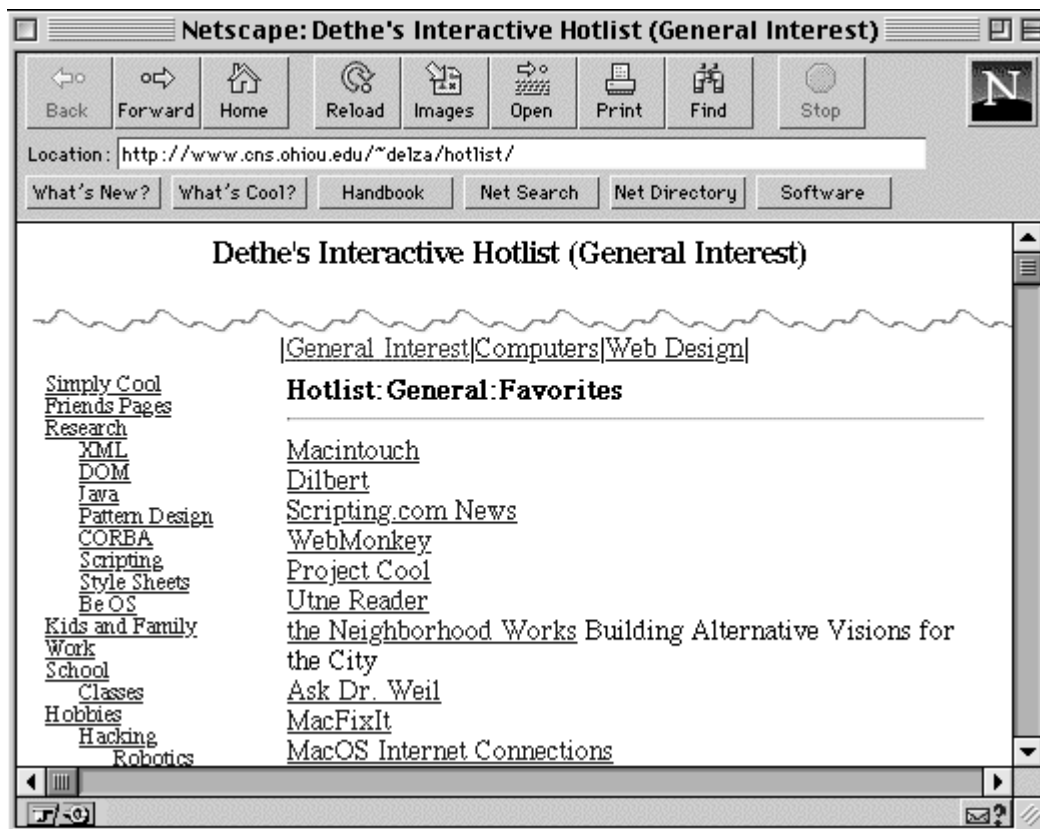 Netscape: Dethe's Interactive Hotlist (General Interest)
Back Forward Home Reload Images Open Print Find Stop
N
Location: http://www.cns.ohiou.edu/~delza/hotlist/
What's New? What's Cool? Handbook Net Search Net Directory Software
Dethe's Interactive Hotlist (General Interest)
|General Interest|Computers|Web Design|
Simply Cool
Friends Pages
Research
XML
DOM
Java
Pattern Design
CORBA
Scripting
Style Sheets
Be OS
Kids and Family
Work
School
Classes
Hobbies
Hacking
Robotics
Hotlist:General:Favorites
Macintouch
Dilbert
Scripting.com News
WebMonkey
Project Cool
Utne Reader
the Neighborhood Works Building Alternative Visions for
the City
Ask Dr. Weil
MacFixIt
MacOS Internet Connections
?